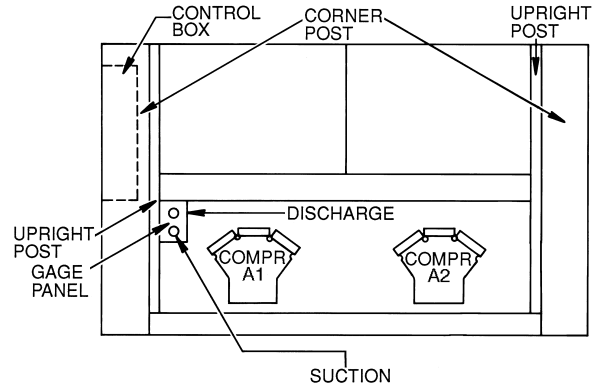 CONTROL
BOX
CORNER
POST
UPRIGHT
POST
UPRIGHT
POST
GAGE
PANEL
DISCHARGE
COMPR
A1
COMPR
A2
SUCTION